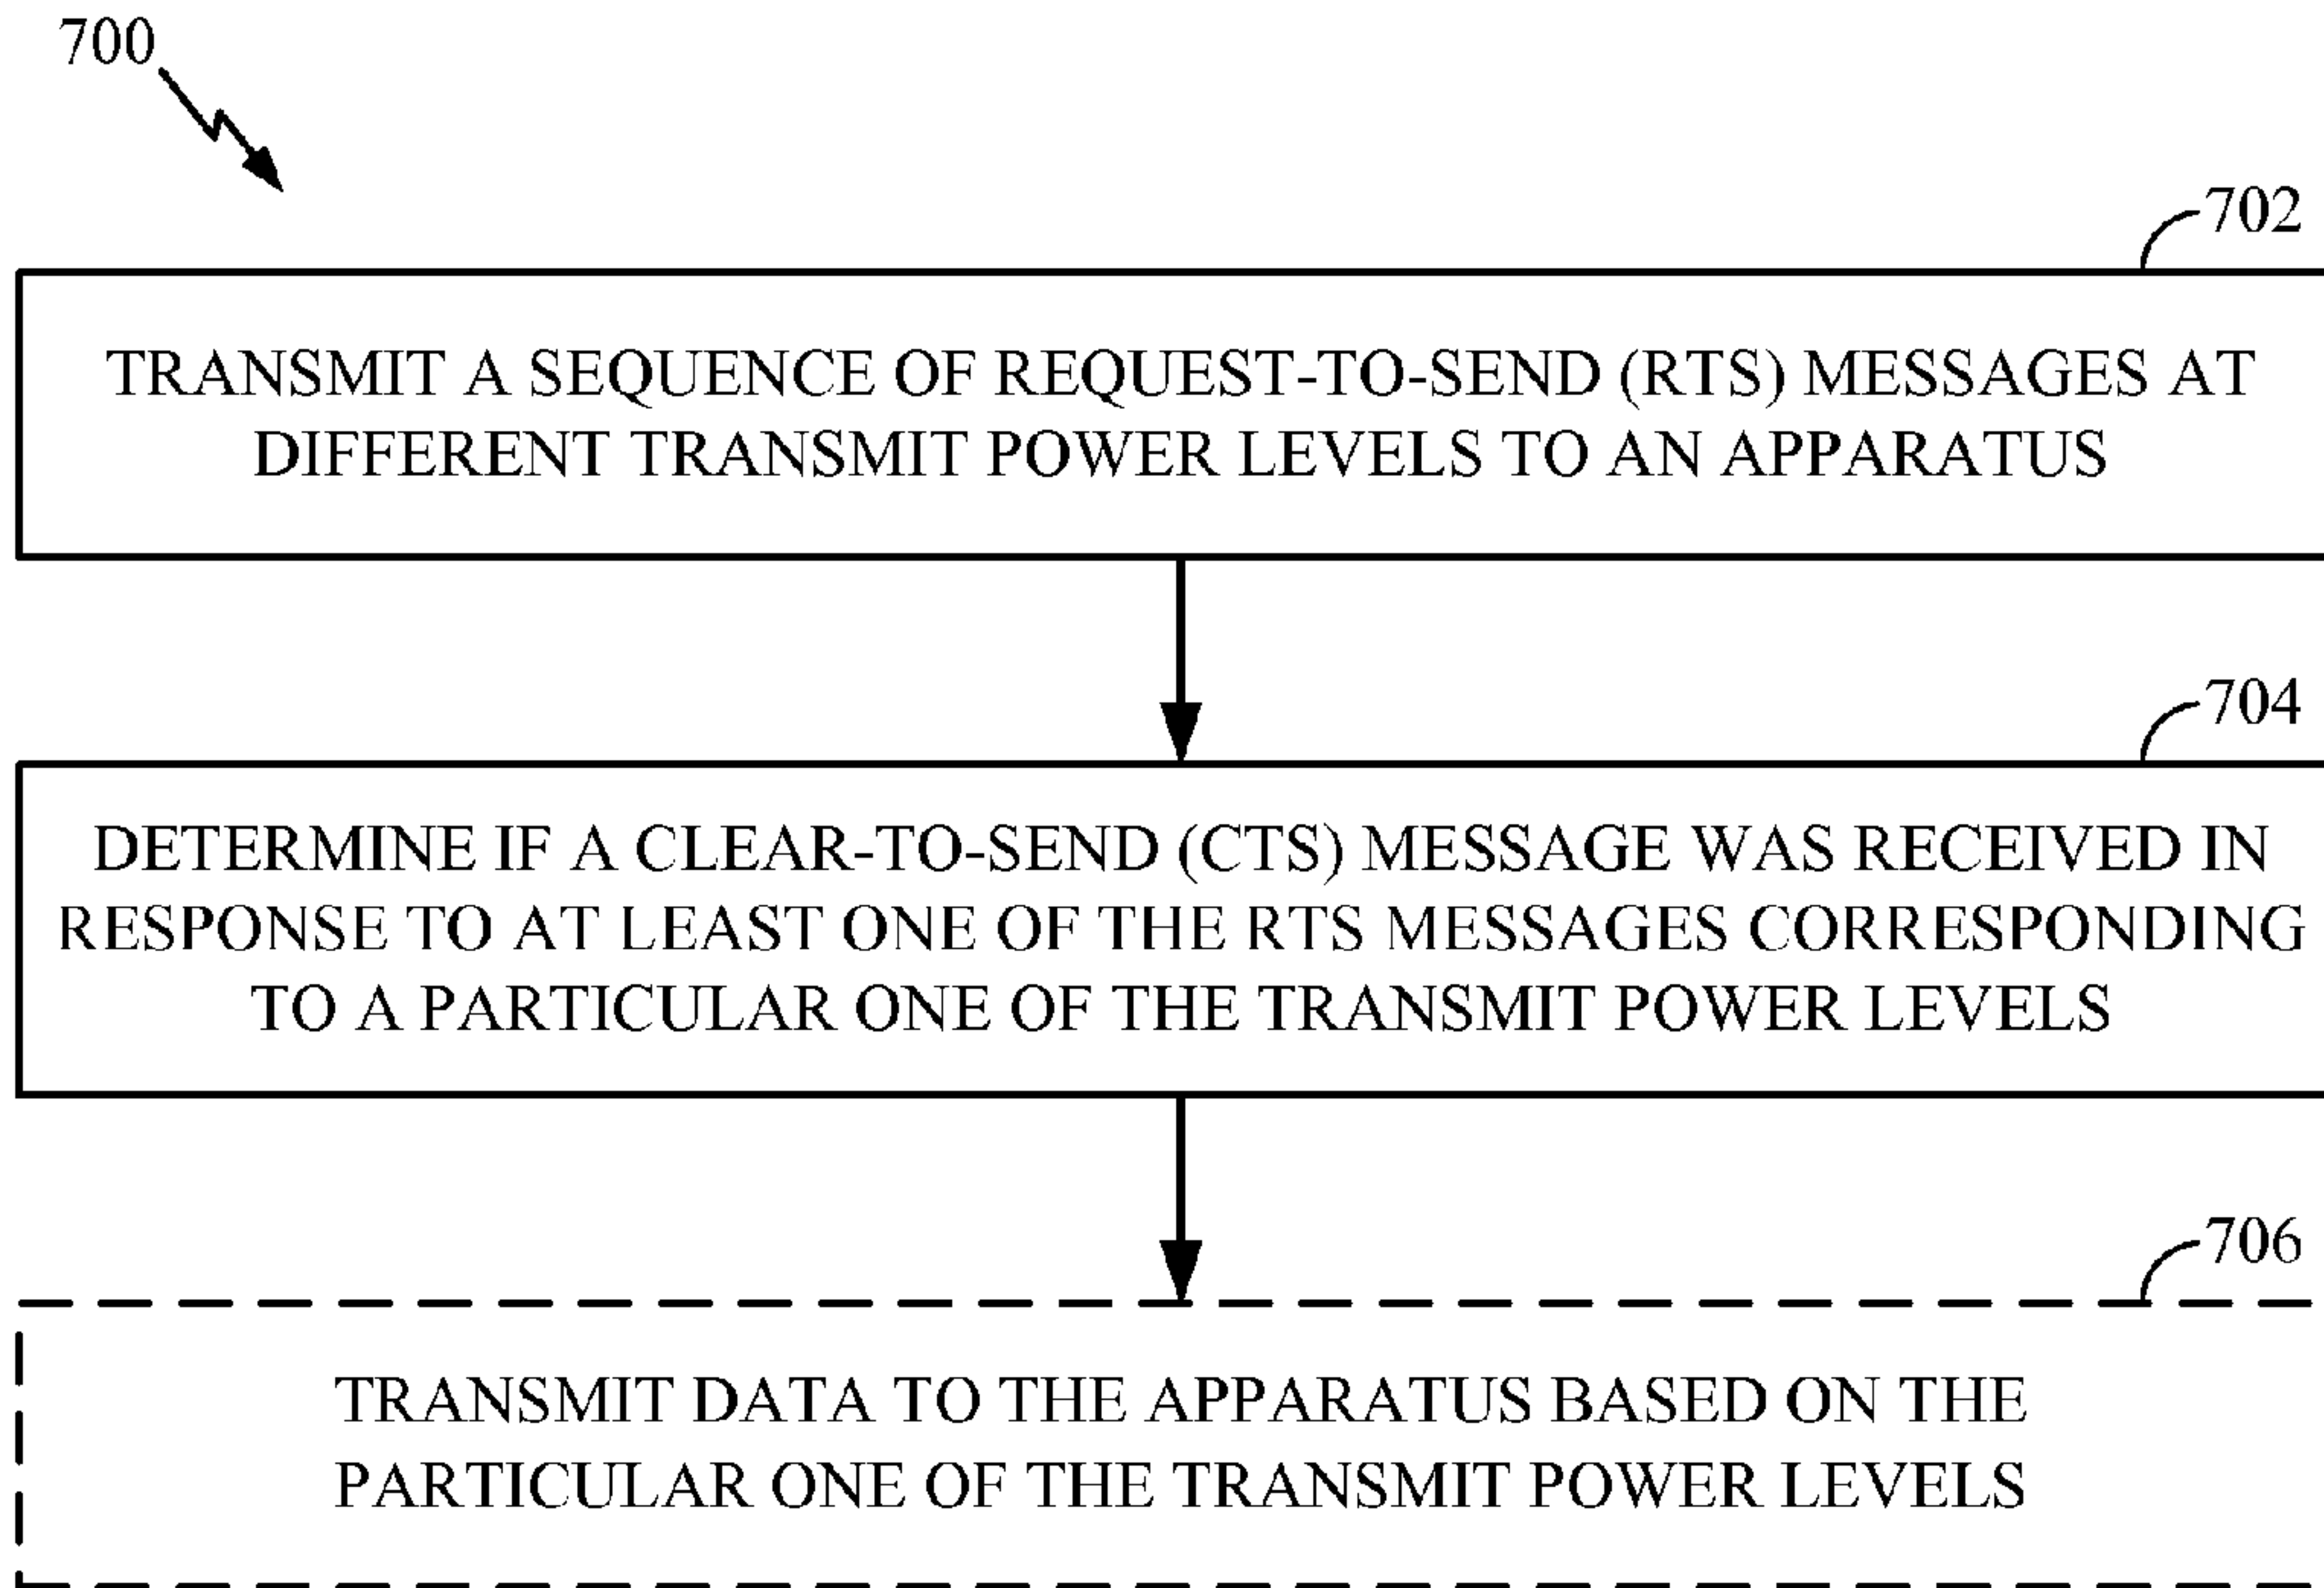 700
702
TRANSMIT A SEQUENCE OF REQUEST-TO-SEND (RTS) MESSAGES AT
DIFFERENT TRANSMIT POWER LEVELS TO AN APPARATUS
704
DETERMINE IF A CLEAR-TO-SEND (CTS) MESSAGE WAS RECEIVED IN
RESPONSE TO AT LEAST ONE OF THE RTS MESSAGES CORRESPONDING
TO A PARTICULAR ONE OF THE TRANSMIT POWER LEVELS
706
TRANSMIT DATA TO THE APPARATUS BASED ON THE
PARTICULAR ONE OF THE TRANSMIT POWER LEVELS